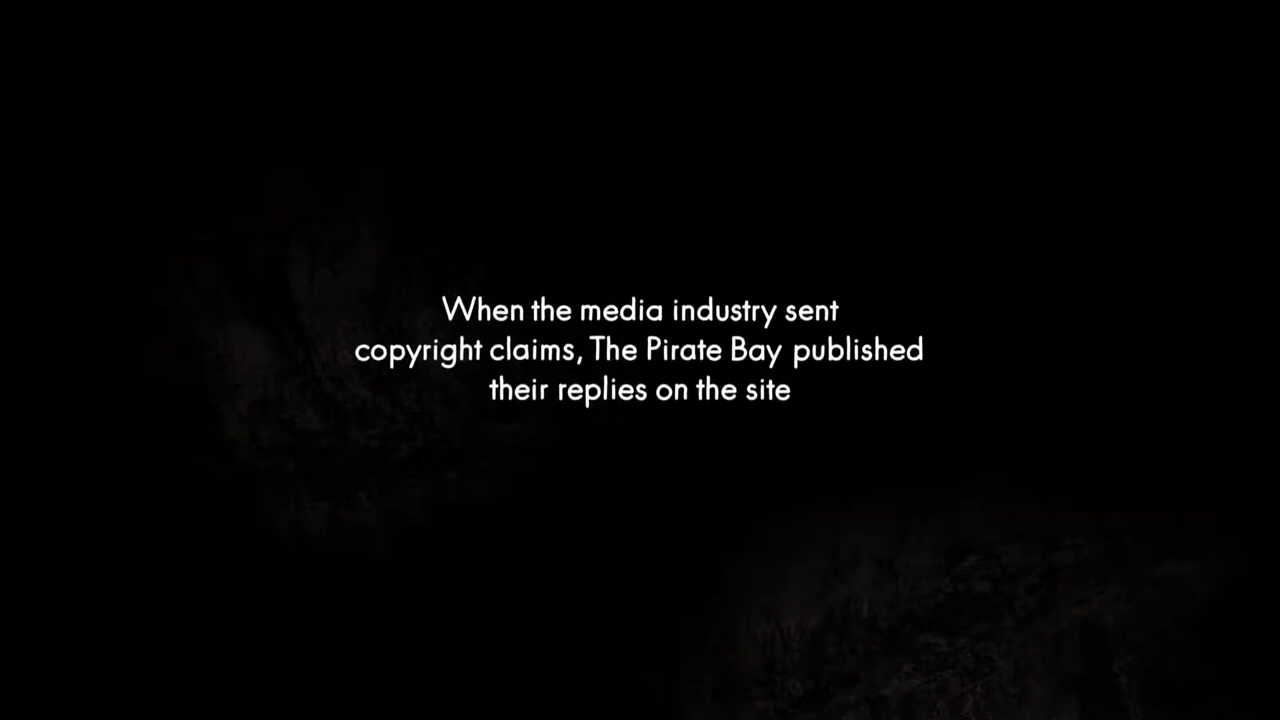 When the media industry sent
copyright claims, The Pirate Bay published
their replies on the site